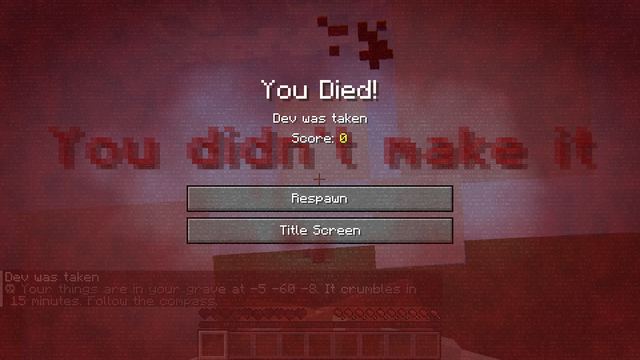 You Died!
Dev was taken
Score: 0
You didn't make it
Respawn
Title Screen
Dev was taken
Your things are in your grave at -5 -60 -8. It crumbles in
15 minutes. Follow the compass.